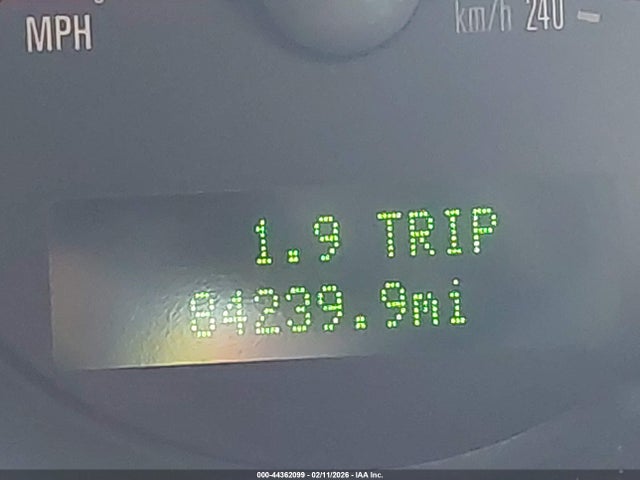 MPH
km/h 240
1.9 TRIP
84239.9mi
000-44362099 - 02/11/2026 - IAA Inc.